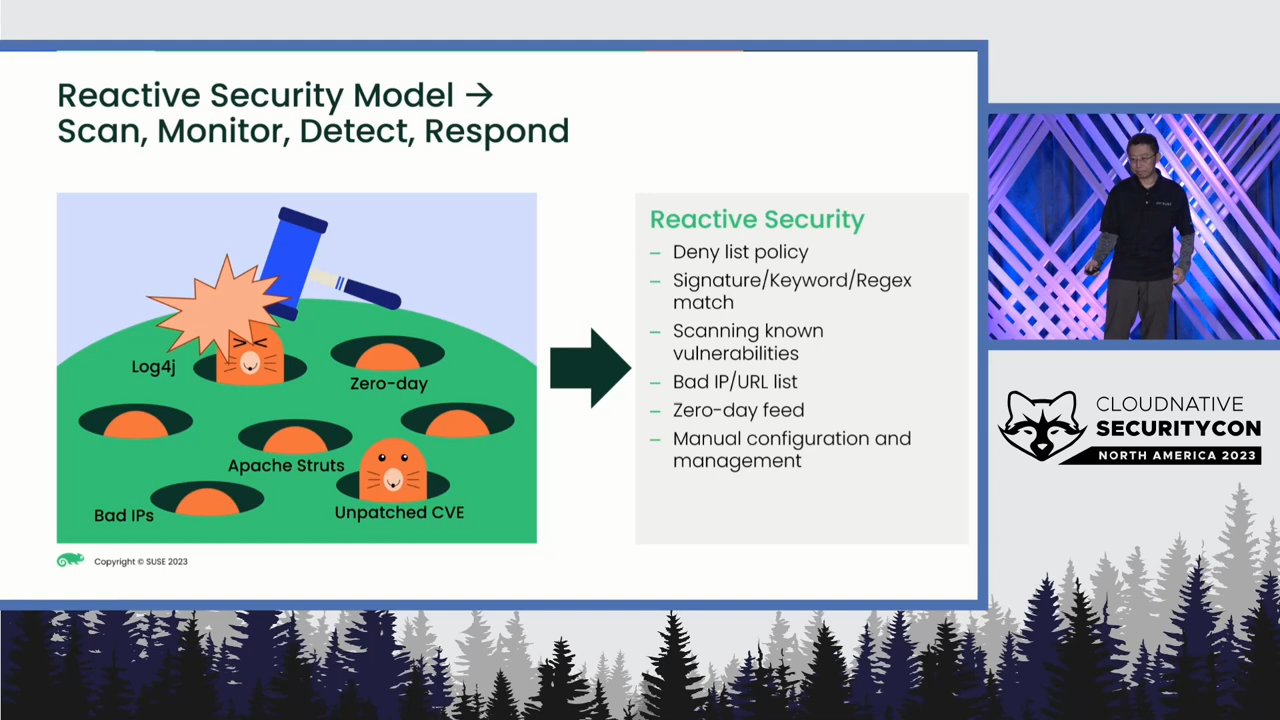 Reactive Security Model →
Scan, Monitor, Detect, Respond
Log4j
Zero-day
Apache Struts
Bad IPs
Unpatched CVE
Reactive Security
– Deny list policy
– Signature/Keyword/Regex
match
– Scanning known
vulnerabilities
– Bad IP/URL list
– Zero-day feed
– Manual configuration and
management
Copyright © SUSE 2023
CLOUDNATIVE
SECURITYCON
NORTH AMERICA 2023